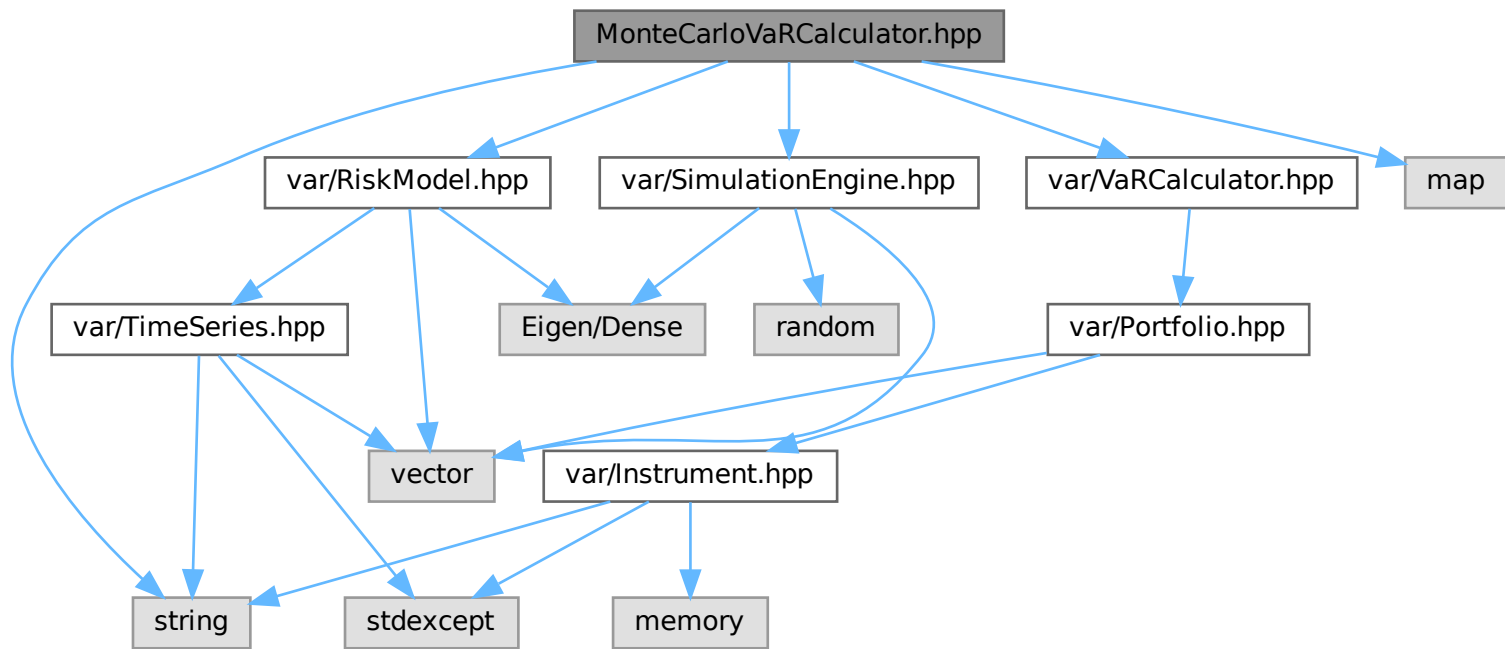 MonteCarloVaRCalculator.hpp
var/RiskModel.hpp
var/SimulationEngine.hpp
var/VaRCalculator.hpp
map
var/TimeSeries.hpp
Eigen/Dense
random
var/Portfolio.hpp
vector
var/Instrument.hpp
string
stdexcept
memory